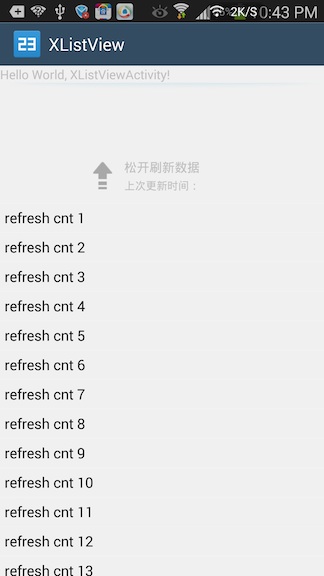 2K/S 0:43 PM
23 XListView
Hello World, XListViewActivity!
松开刷新数据
上次更新时间：
refresh cnt 1
refresh cnt 2
refresh cnt 3
refresh cnt 4
refresh cnt 5
refresh cnt 6
refresh cnt 7
refresh cnt 8
refresh cnt 9
refresh cnt 10
refresh cnt 11
refresh cnt 12
refresh cnt 13